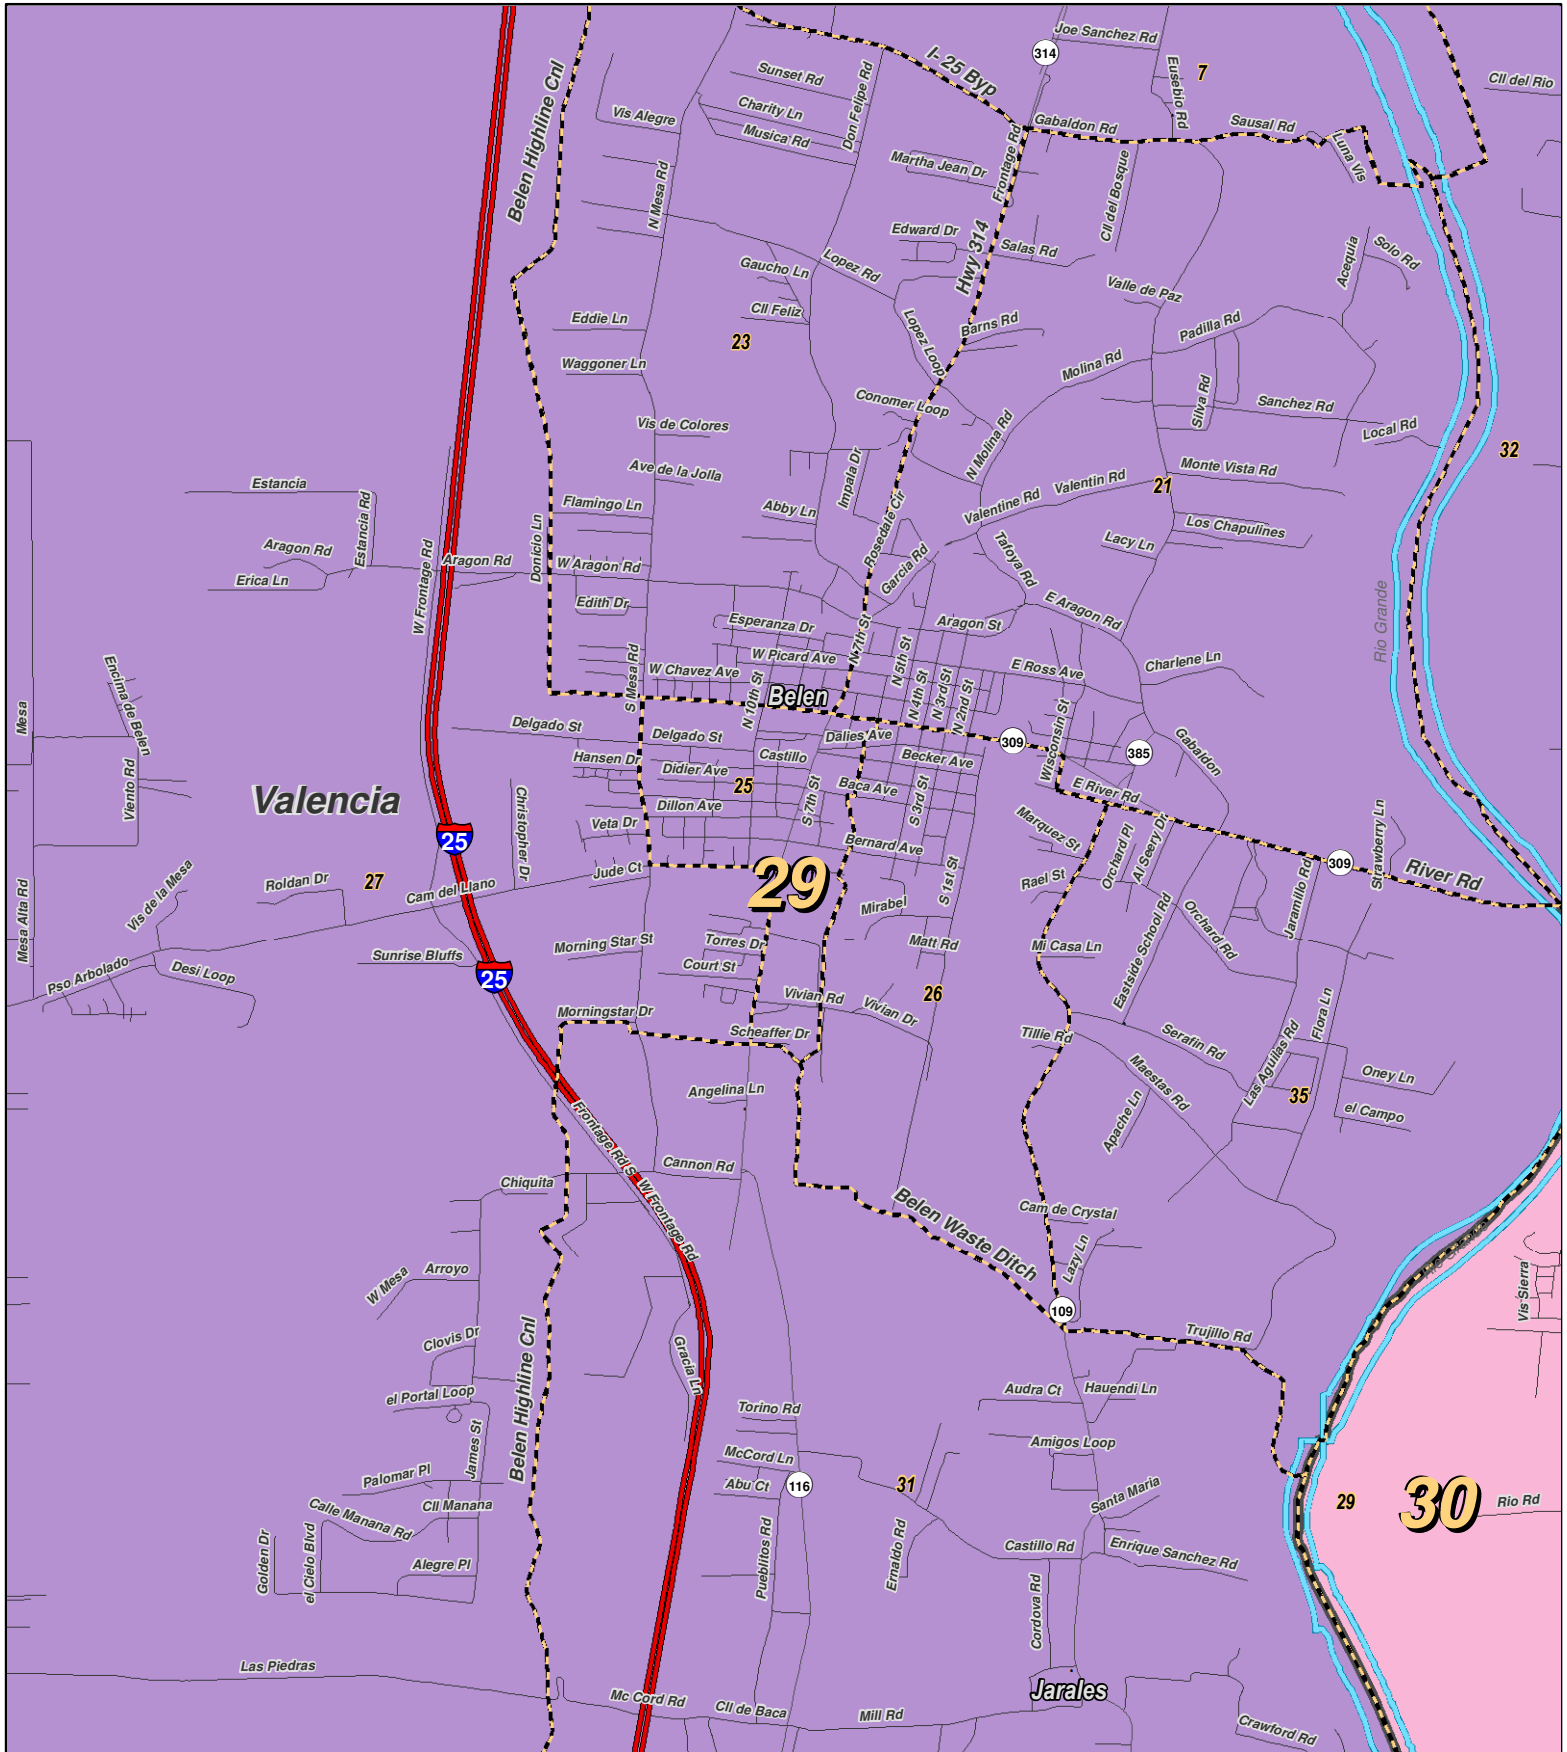 Joe Sanchez Rd
314
I- 25 Byp
7
Cll del Rio
Sunset Rd
Don Felipe Rd
Eusebio Rd
Belen Highline Cnl
Vis Alegre
Charity Ln
Musica Rd
Frontage Rd
Gabaldon Rd
Sausal Rd
Luna Vis
Martha Jean Dr
N Mesa Rd
Cll del Bosque
Edward Dr
Salas Rd
Hwy 314
Acequia
Solo Rd
Gaucho Ln
Lopez Rd
Valle de Paz
Cll Feliz
Eddie Ln
Lopez Loop
Barns Rd
Padilla Rd
23
Waggoner Ln
Molina Rd
Silva Rd
Conomer Loop
Sanchez Rd
Vis de Colores
N Molina Rd
Local Rd
32
Ave de la Jolla
Impala Dr
Monte Vista Rd
Valentin Rd
21
Estancia
Estancia Rd
Flamingo Ln
Abby Ln
Rosedale Cir
Valentine Rd
Los Chapulines
Donicio Ln
Aragon Rd
Aragon Rd
W Aragon Rd
Garcia Rd
Tafoya Rd
Lacy Ln
Erica Ln
W Frontage Rd
Edith Dr
E Aragon Rd
Rio Grande
Esperanza Dr
Aragon St
N 7th St
N 5th St
W Picard Ave
E Ross Ave
Charlene Ln
Encima de Belen
S Mesa Rd
W Chavez Ave
N 10th St
Belen
N 4th St
N 3rd St
N 2nd St
Mesa
Delgado St
Delgado St
Dalies Ave
309
Wisconsin St
385
Gabaldon
Hansen Dr
Castillo
Becker Ave
Didier Ave
25
Baca Ave
E River Rd
Viento Rd
Valencia
Christopher Dr
Dillon Ave
S 7th St
S 3rd St
Veta Dr
25
Marquez St
Orchard Pl
Al Seery Dr
Strawberry Ln
Bernard Ave
309
River Rd
Jude Ct
29
S 1st St
Rael St
Roldan Dr
27
Cam del Llano
Vis de la Mesa
Mesa Alta Rd
Mirabel
Jaramillo Rd
Orchard Rd
Eastside School Rd
Morning Star St
Torres Dr
Matt Rd
Mi Casa Ln
Sunrise Bluffs
Court St
25
Pso Arbolado
Desi Loop
Vivian Rd
26
Vivian Dr
Flora Ln
Morningstar Dr
Scheaffer Dr
Tillie Rd
Serafin Rd
Las Aguilas Rd
Maestas Rd
Oney Ln
Angelina Ln
35
Apache Ln
el Campo
Frontage Rd S
Cannon Rd
Chiquita
W Frontage Rd
Belen Waste Ditch
Cam de Crystal
Lazy Ln
Arroyo
W Mesa
109
Vis Sierra
Clovis Dr
Belen Highline Cnl
Gracia Ln
Trujillo Rd
el Portal Loop
Audra Ct
Hauendi Ln
Torino Rd
James St
Amigos Loop
McCord Ln
Palomar Pl
Abu Ct
116
31
Santa Maria
29
30
Rio Rd
Calle Manana Rd
Cll Manana
Golden Dr
el Cielo Blvd
Pueblitos Rd
Ernaldo Rd
Castillo Rd
Enrique Sanchez Rd
Alegre Pl
Cordova Rd
Las Piedras
Jarales
Mc Cord Rd
Cll de Baca
Mill Rd
Crawford Rd